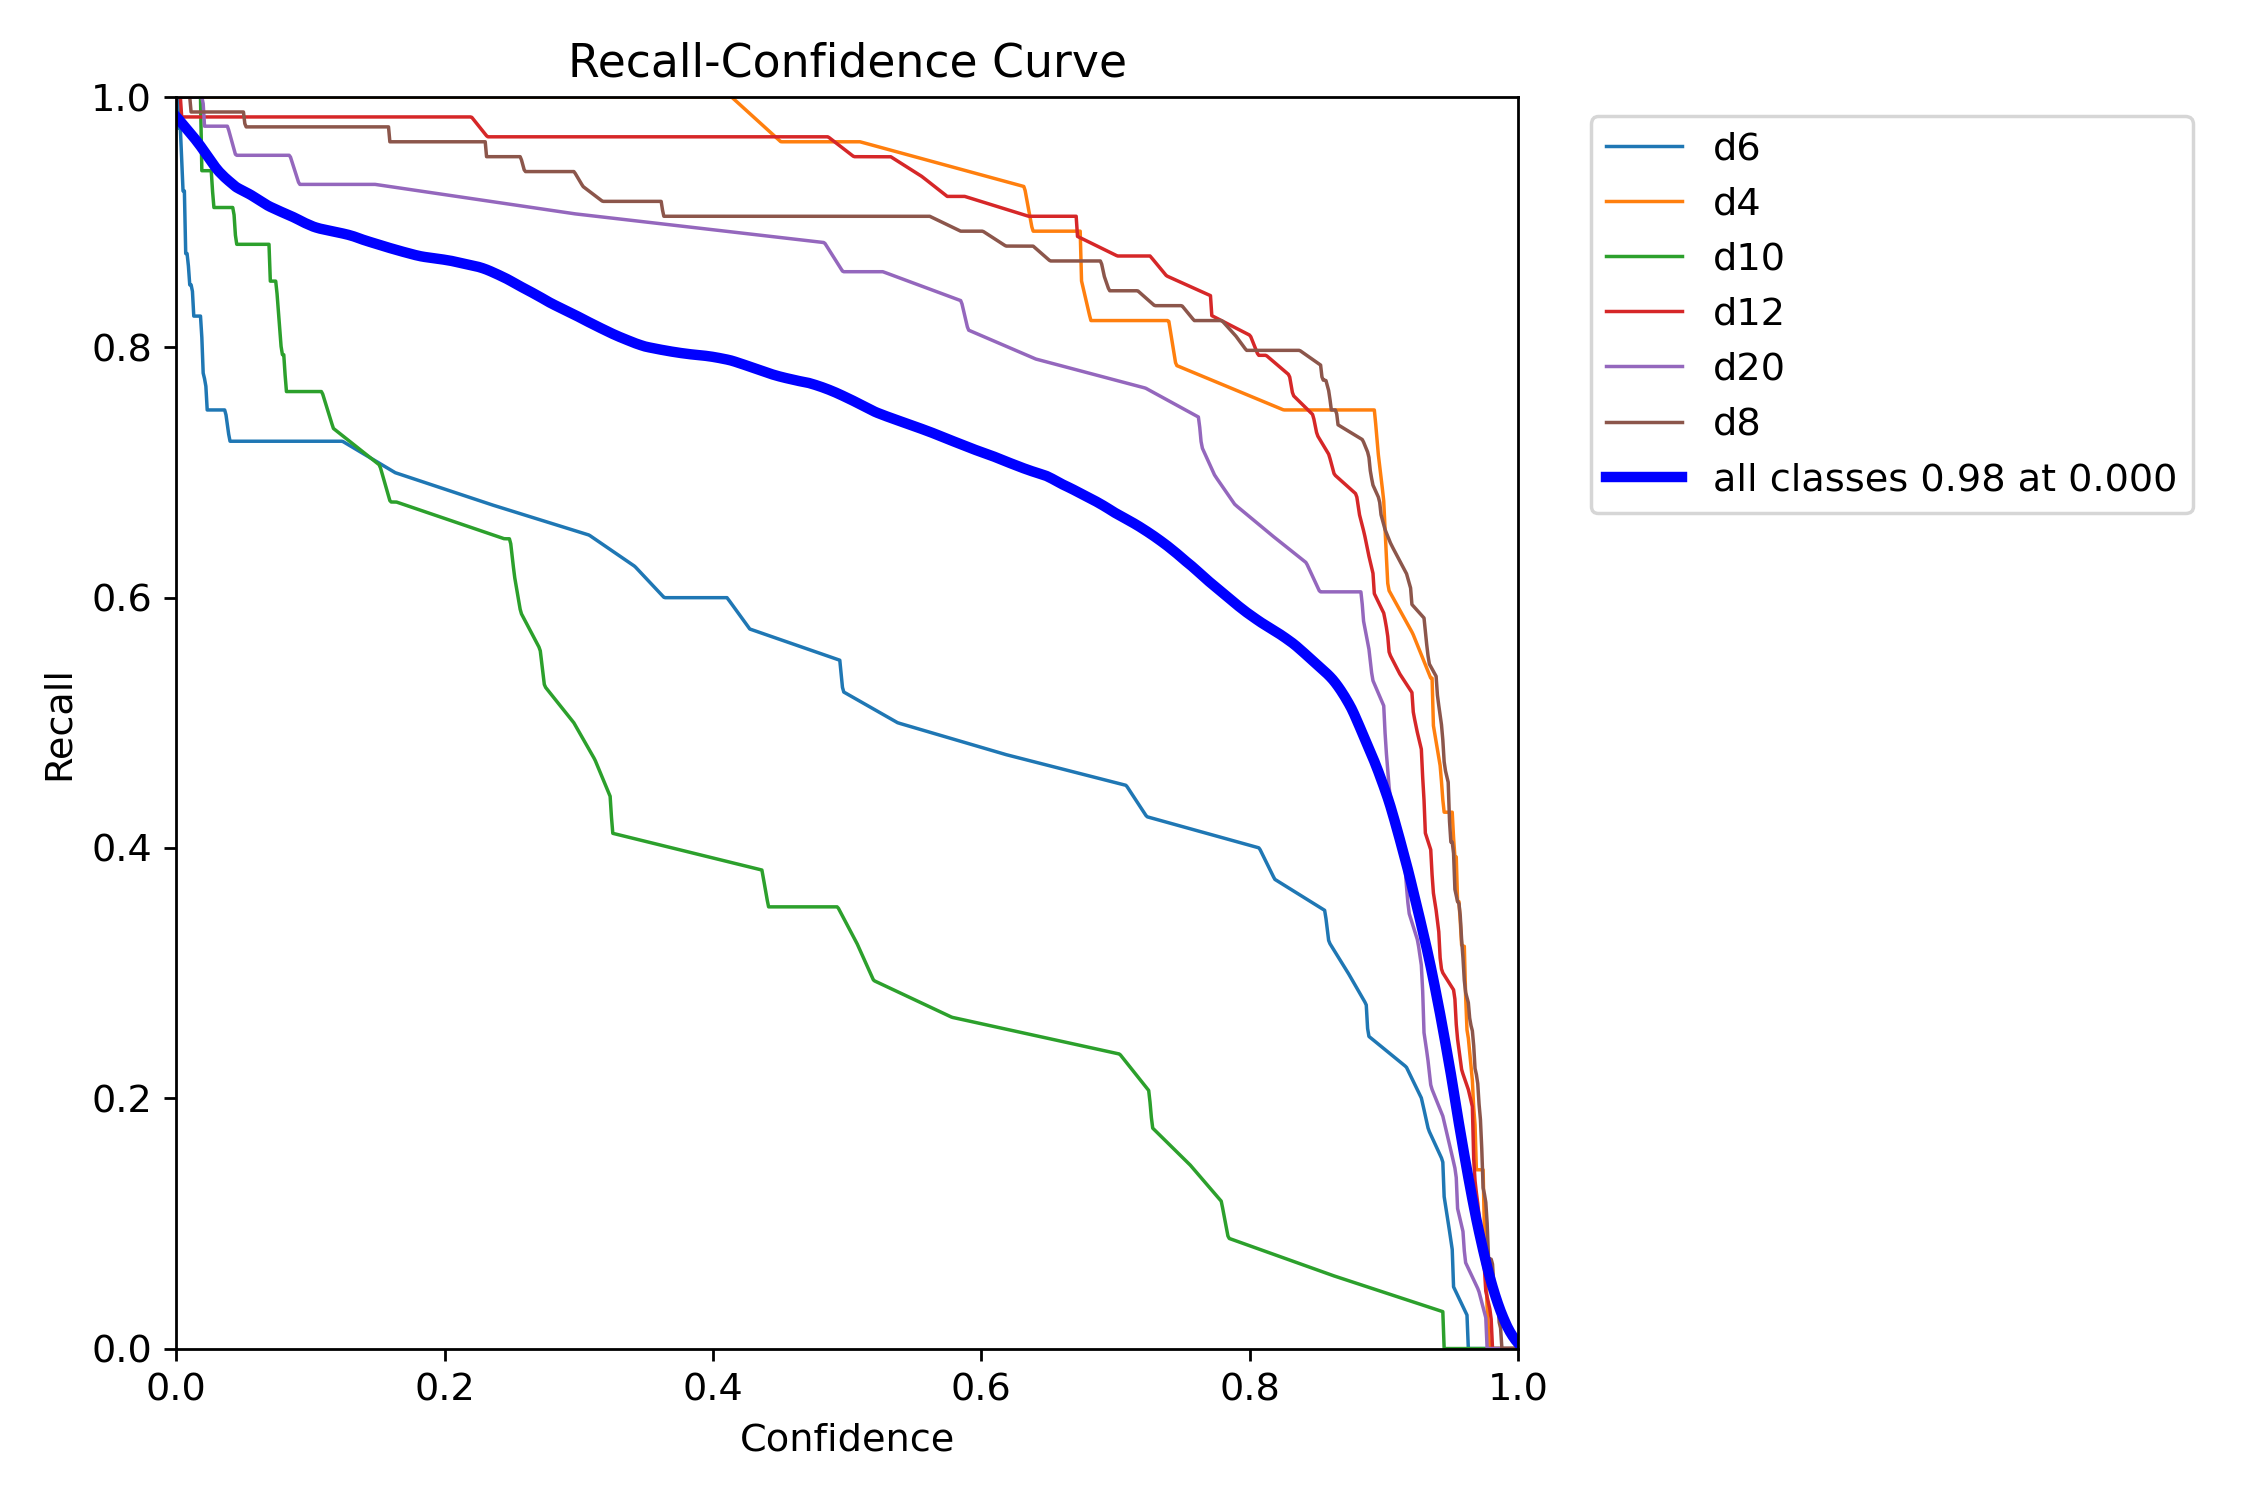 Recall-Confidence Curve
1.0
0.8
0.6
0.4
0.2
0.0
Recall
0.0 0.2 0.4 0.6 0.8 1.0
Confidence
d6
d4
d10
d12
d20
d8
all classes 0.98 at 0.000